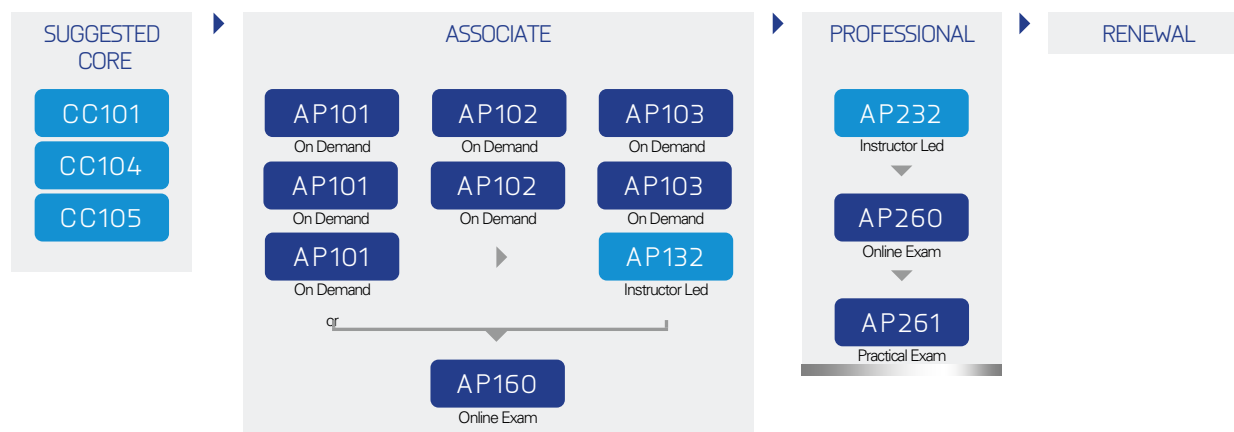 SUGGESTED
CORE
CC101
CC104
CC105
ASSOCIATE
AP101 AP102 AP103
On Demand On Demand On Demand
AP101 AP102 AP103
On Demand On Demand On Demand
AP101 AP132
On Demand Instructor Led
or
AP160
Online Exam
PROFESSIONAL
AP232
Instructor Led
AP260
Online Exam
AP261
Practical Exam
RENEWAL